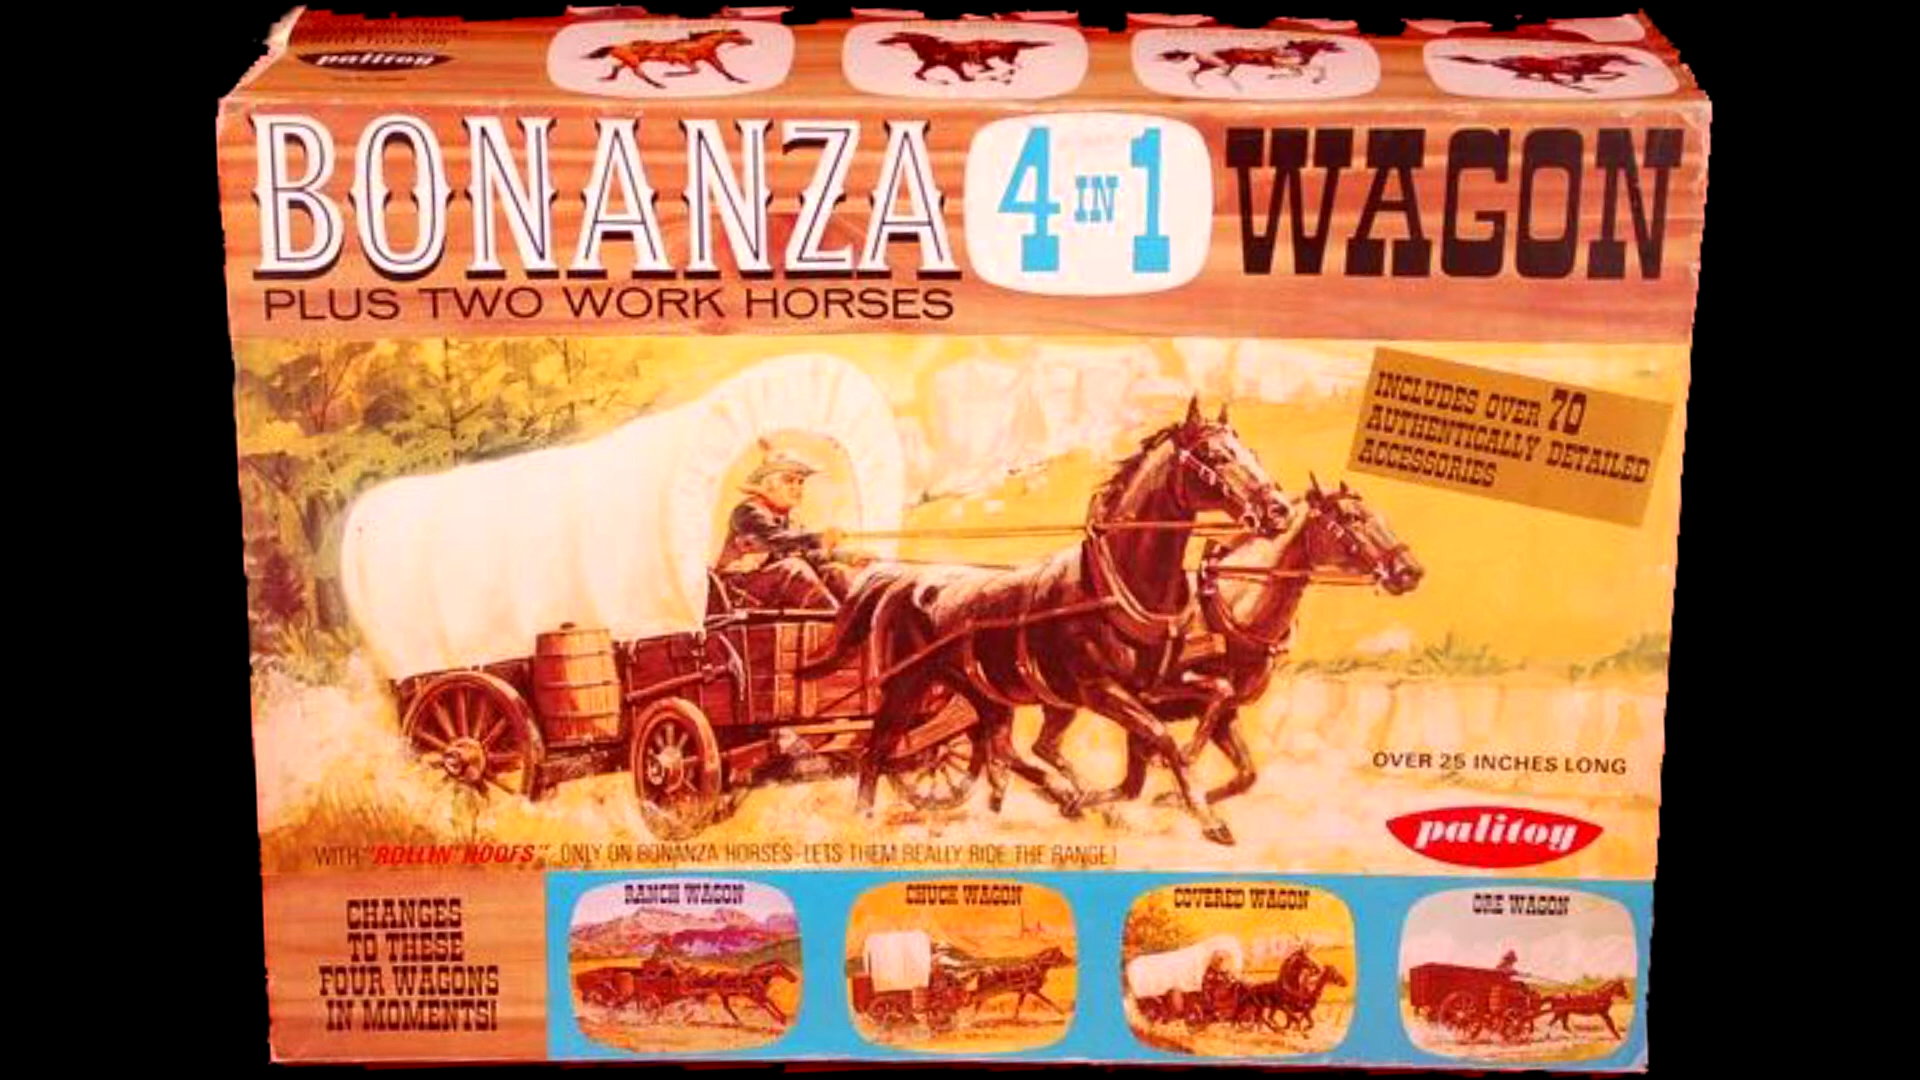 palitoy
BONANZA 4 IN 1 WAGON
PLUS TWO WORK HORSES
INCLUDES OVER 70
AUTHENTICALLY DETAILED
ACCESSORIES
OVER 25 INCHES LONG
palitoy
WITH "ROLLIN' HOOFS" ONLY ON BONANZA HORSES-LETS THEM REALLY RIDE THE RANGE!
CHANGES
TO THESE
FOUR WAGONS
IN MOMENTS!
RANCH WAGON
CHUCK WAGON
COVERED WAGON
ORE WAGON